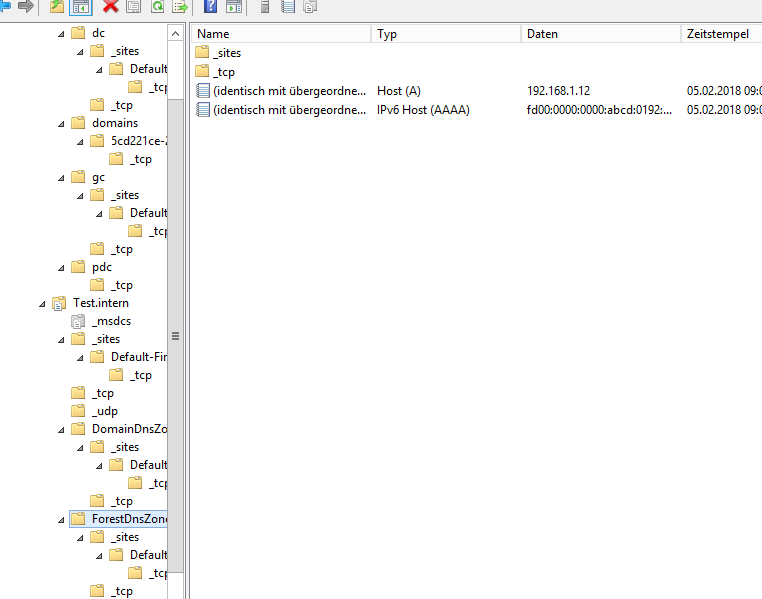 dc
_sites
Default
_tcp
_tcp
domains
5cd221ce-
_tcp
gc
_sites
Default
_tcp
_tcp
pdc
_tcp
Test.intern
_msdcs
_sites
Default-Fir
_tcp
_tcp
_udp
DomainDnsZo
_sites
Default
_tcp
_tcp
ForestDnsZone
_sites
Default
_tcp
_tcp
Name Typ Daten Zeitstempel
_sites
_tcp
(identisch mit übergeordne... Host (A) 192.168.1.12 05.02.2018 09:0
(identisch mit übergeordne... IPv6 Host (AAAA) fd00:0000:0000:abcd:0192:... 05.02.2018 09:0